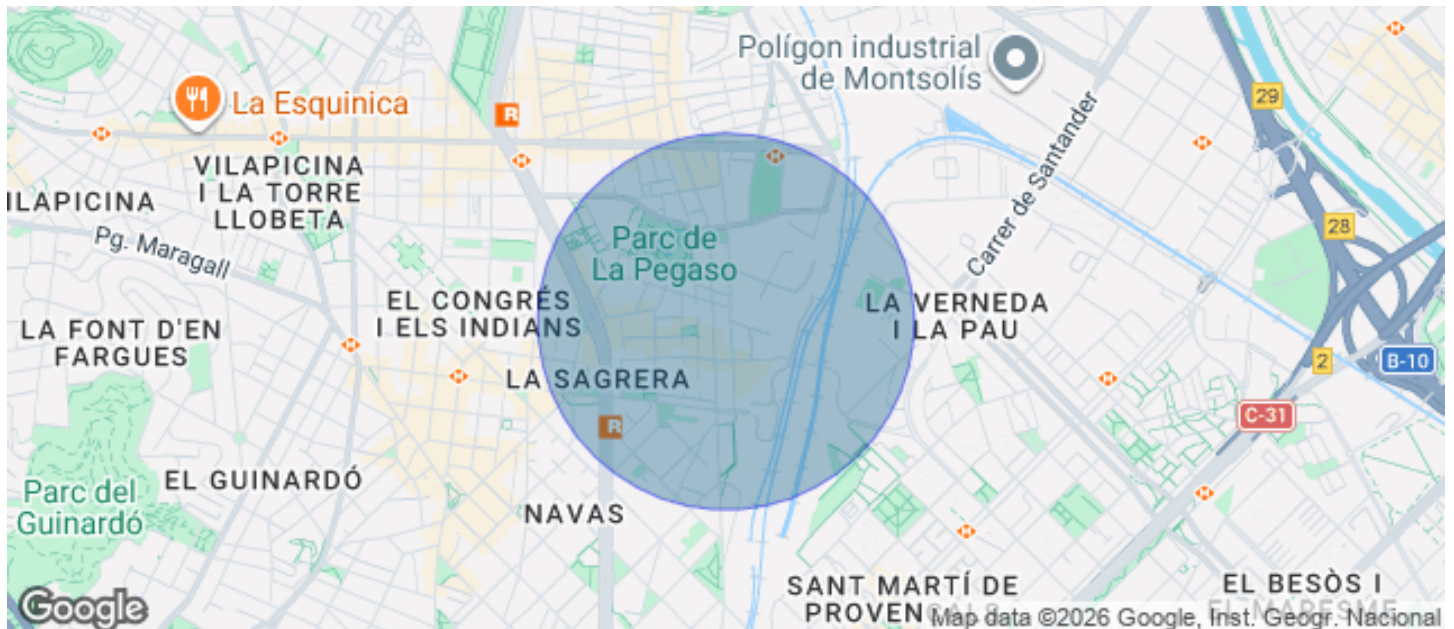 Polígon industrial
de Montsolís
29
La Esquinica
R
Carrer de Santander
VILAPICINA
I LA TORRE
LLOBETA
ILAPICINA
Pg. Maragall
28
Parc de
La Pegaso
EL CONGRÉS
I ELS INDIANS
LA VERNEDA
I LA PAU
LA FONT D'EN
FARGUES
2
B-10
LA SAGRERA
C-31
R
EL GUINARDÓ
Parc del
Guinardó
NAVAS
SANT MARTÍ DE
PROVENÇALS
EL BESÒS I
EL MARESME
Google
Map data ©2026 Google, Inst. Geogr. Nacional